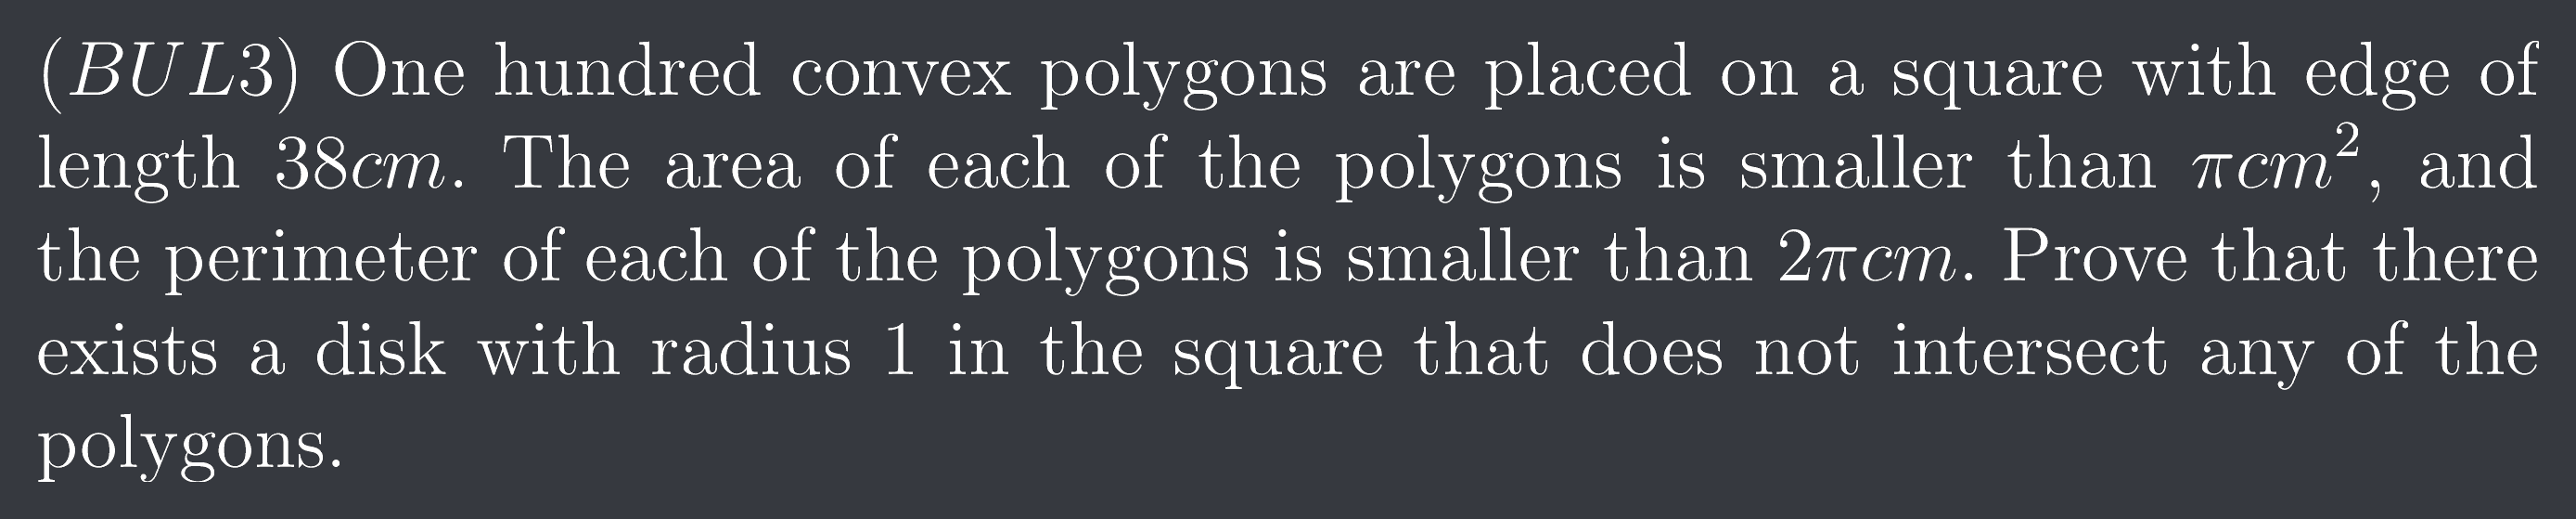 (BUL3) One hundred convex polygons are placed on a square with edge of
length 38cm. The area of each of the polygons is smaller than πcm², and
the perimeter of each of the polygons is smaller than 2πcm. Prove that there
exists a disk with radius 1 in the square that does not intersect any of the
polygons.